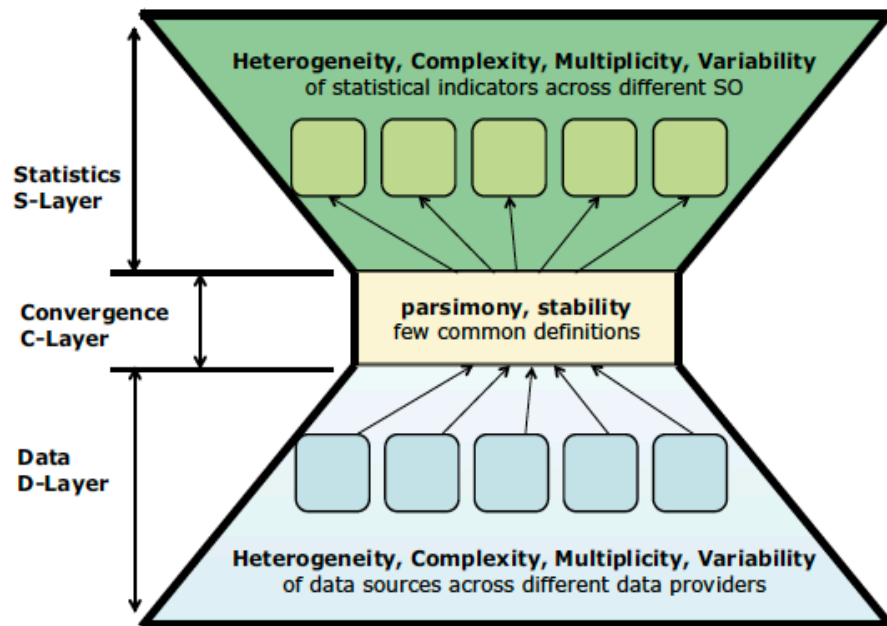 Heterogeneity, Complexity, Multiplicity, Variability
of statistical indicators across different SO
Statistics
S-Layer
Convergence
C-Layer
parsimony, stability
few common definitions
Data
D-Layer
Heterogeneity, Complexity, Multiplicity, Variability
of data sources across different data providers